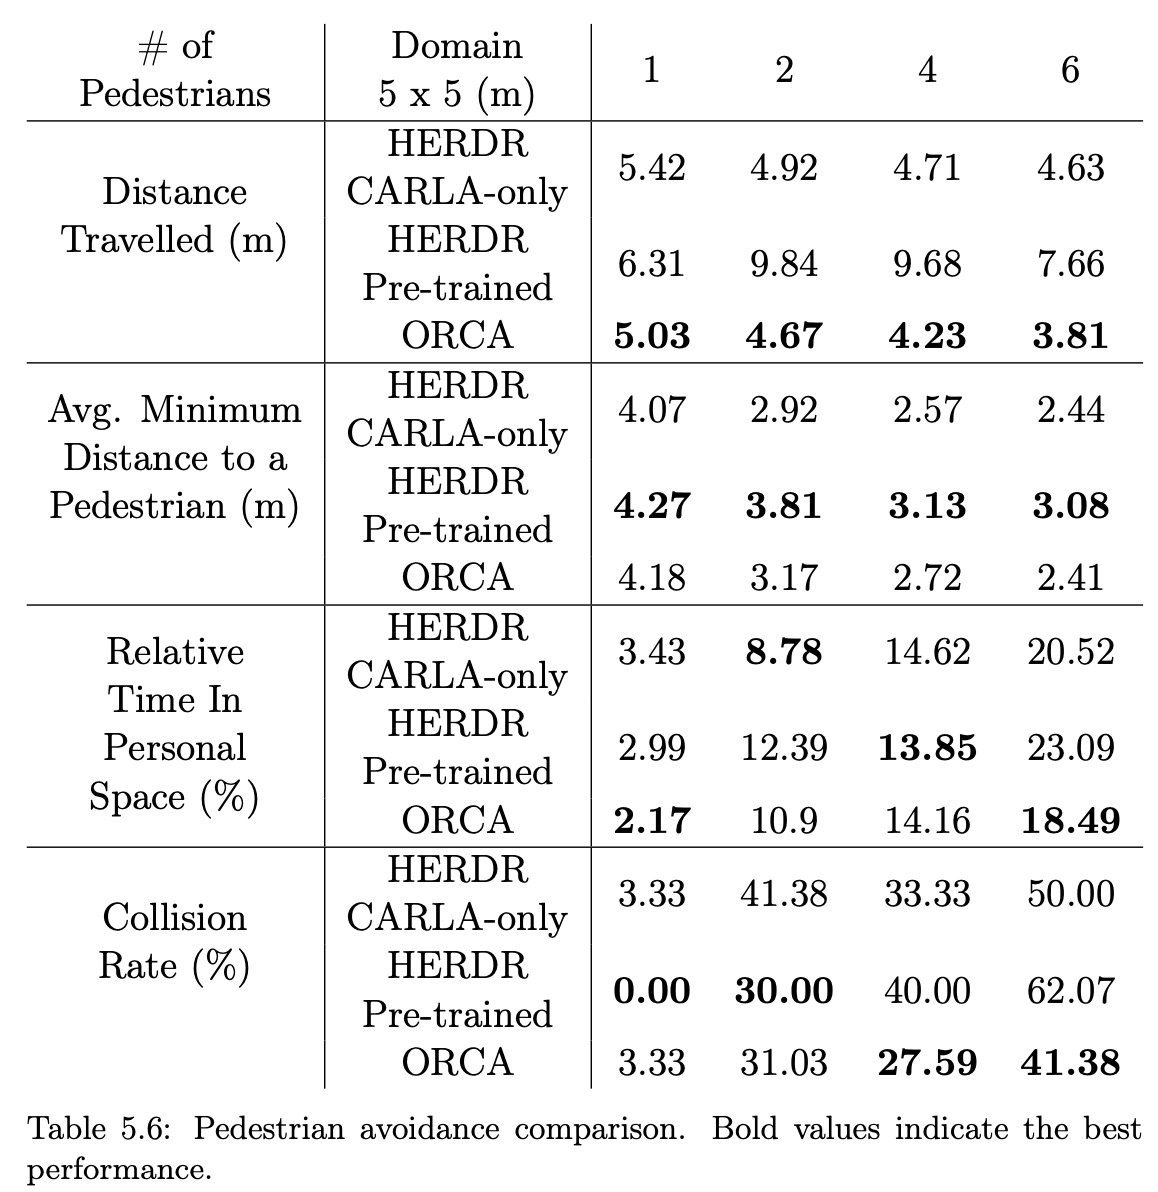 # of Pedestrians Domain 5 x 5 (m) 1 2 4 6
Distance Travelled (m) HERDR CARLA-only 5.42 4.92 4.71 4.63
HERDR Pre-trained 6.31 9.84 9.68 7.66
ORCA 5.03 4.67 4.23 3.81
Avg. Minimum Distance to a Pedestrian (m) HERDR CARLA-only 4.07 2.92 2.57 2.44
HERDR Pre-trained 4.27 3.81 3.13 3.08
ORCA 4.18 3.17 2.72 2.41
Relative Time In Personal Space (%) HERDR CARLA-only 3.43 8.78 14.62 20.52
HERDR Pre-trained 2.99 12.39 13.85 23.09
ORCA 2.17 10.9 14.16 18.49
Collision Rate (%) HERDR CARLA-only 3.33 41.38 33.33 50.00
HERDR Pre-trained 0.00 30.00 40.00 62.07
ORCA 3.33 31.03 27.59 41.38
Table 5.6: Pedestrian avoidance comparison. Bold values indicate the best
performance.